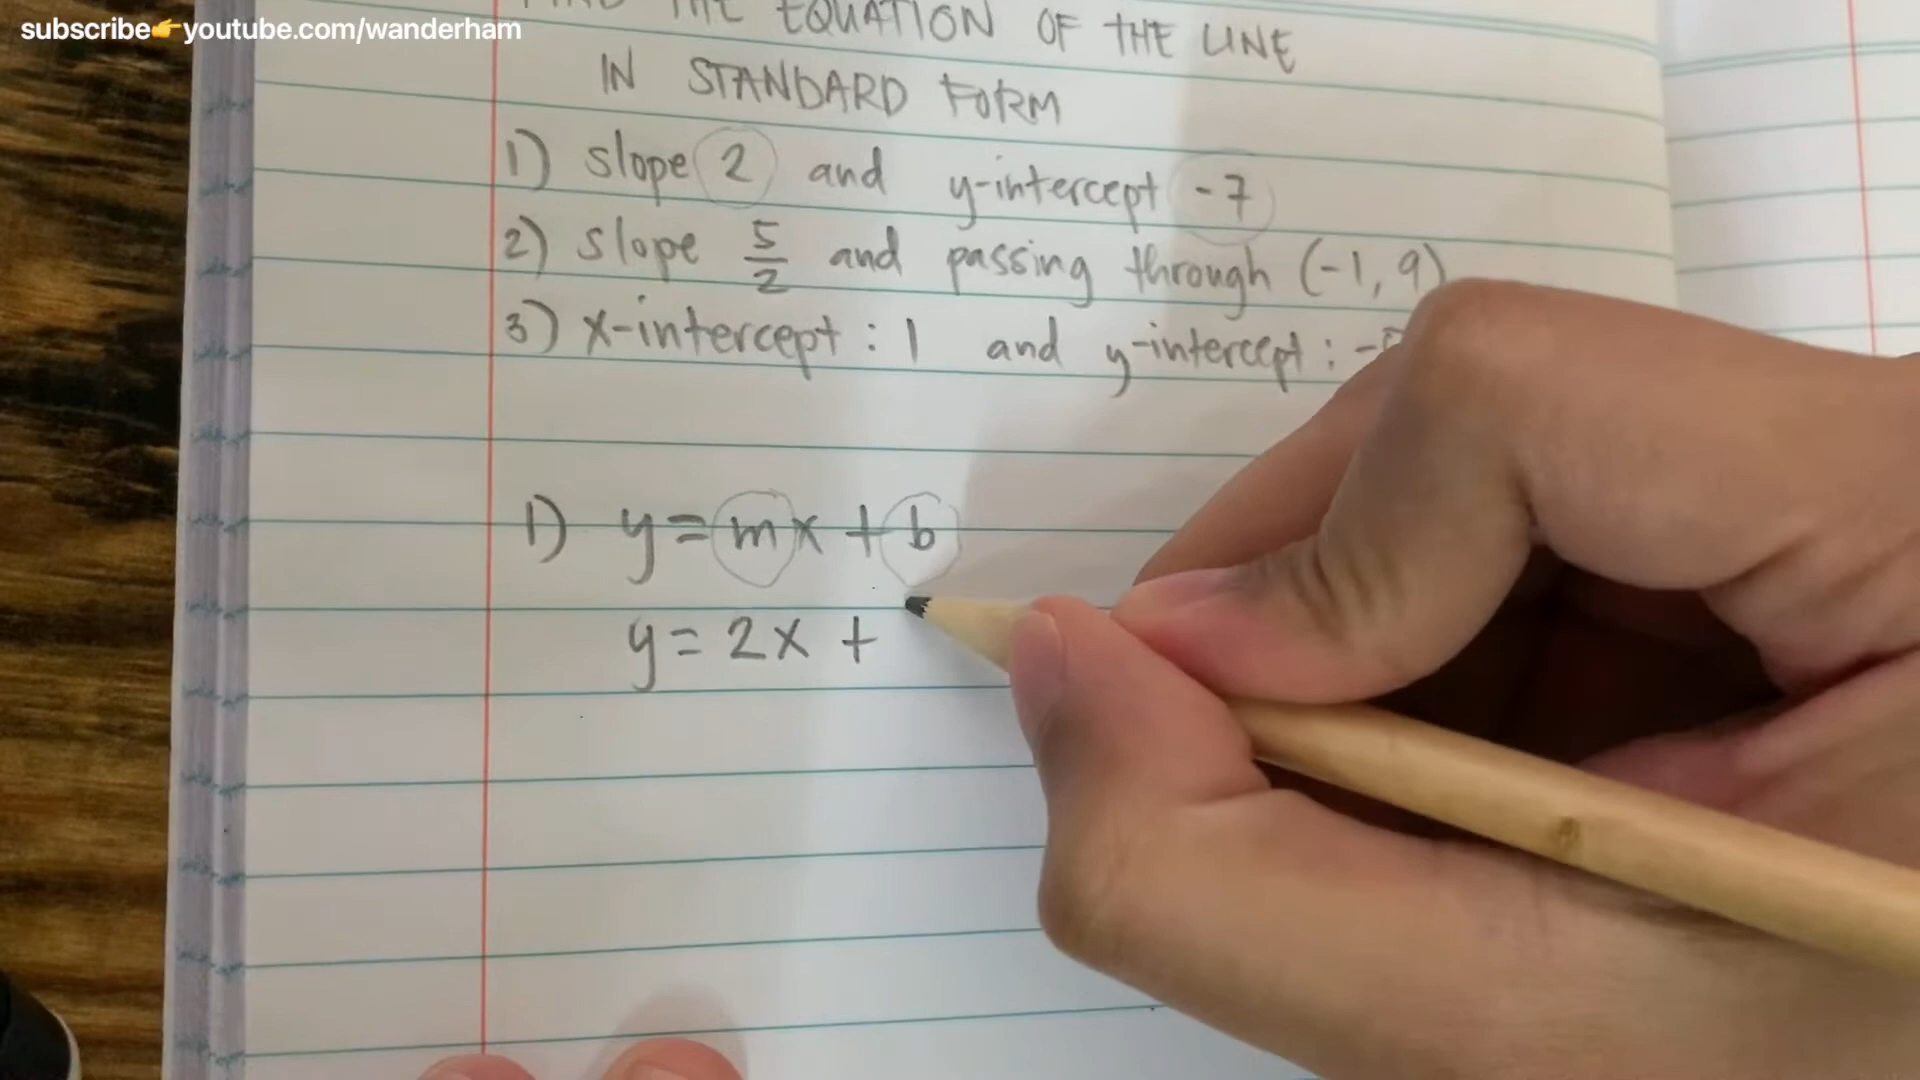 subscribe👉youtube.com/wanderham
THE EQUATION OF THE LINE
IN STANDARD FORM
1) slope 2 and y-intercept -7
2) slope 5/2 and passing through (-1, 9)
3) x-intercept : 1 and y-intercept : -
1) y = mx + b
y = 2x +